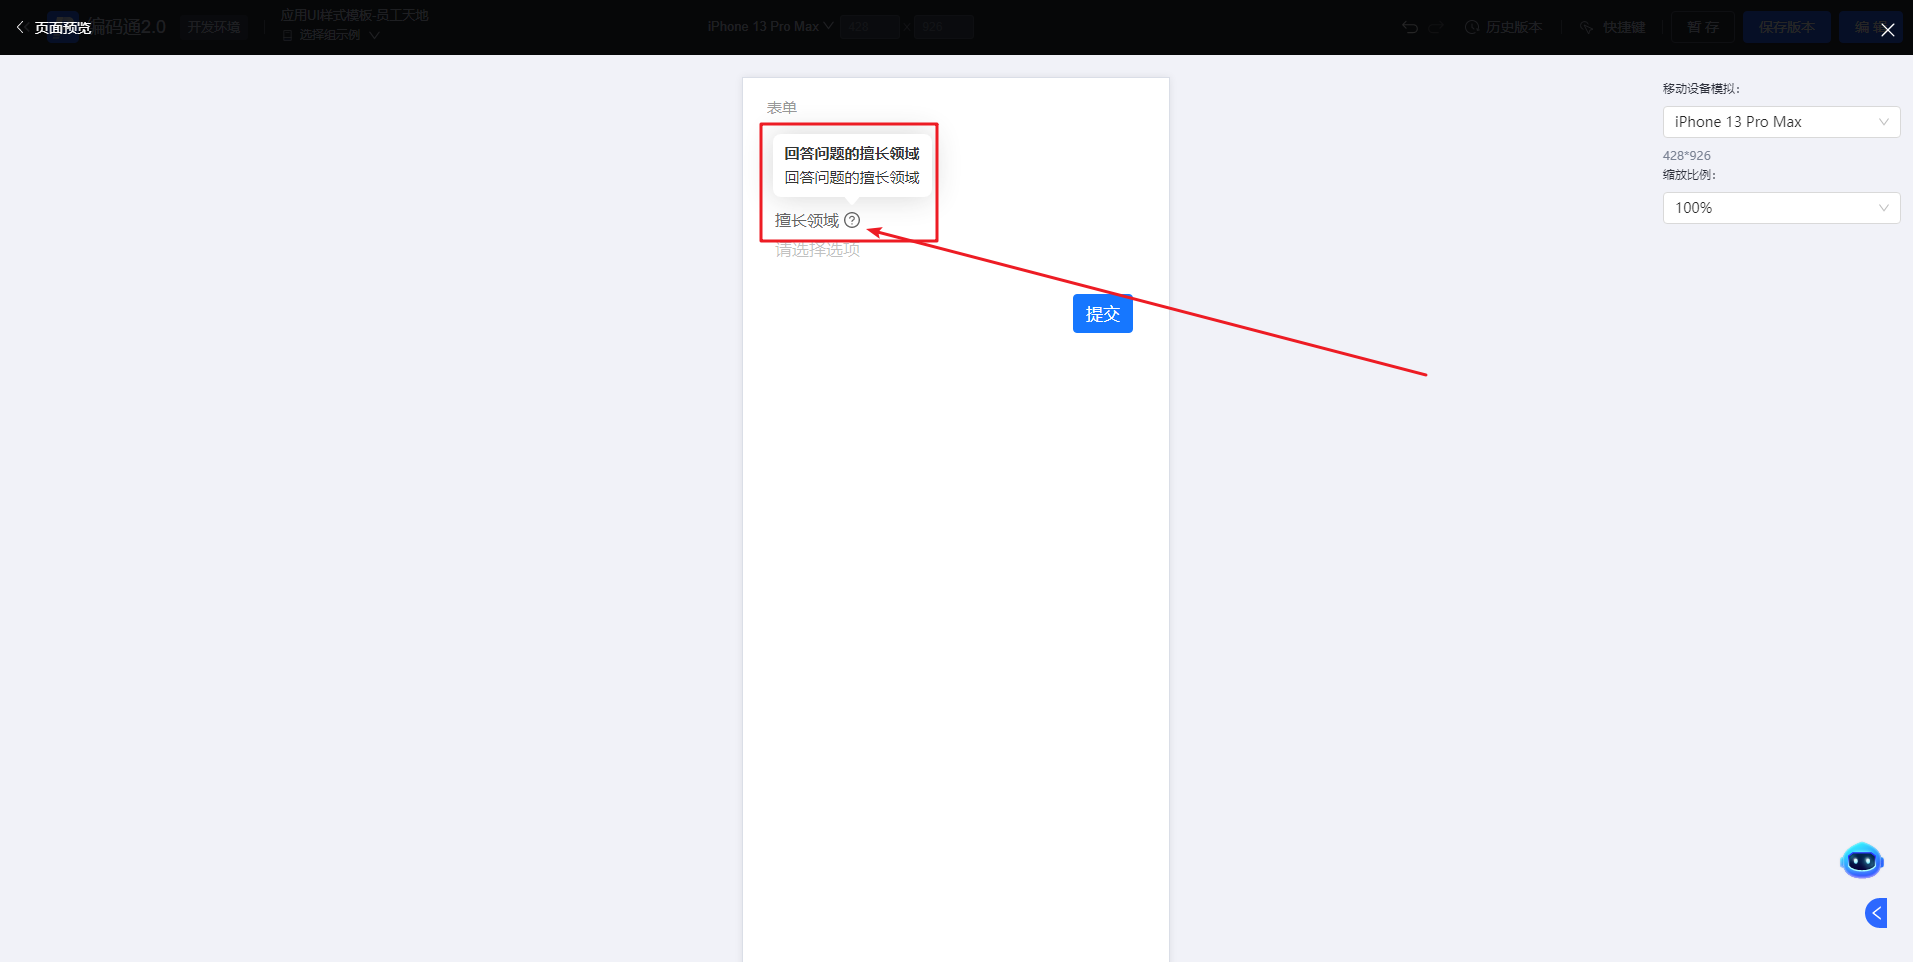 页面预览
编码通2.0
开发环境
应用UI样式模板-员工天地
选择组示例
iPhone 13 Pro Max
428
x
926
历史版本
快捷键
暂 存
保存版本
编 辑
移动设备模拟:
iPhone 13 Pro Max
428*926
缩放比例:
100%
表单
回答问题的擅长领域
回答问题的擅长领域
擅长领域
请选择选项
提交